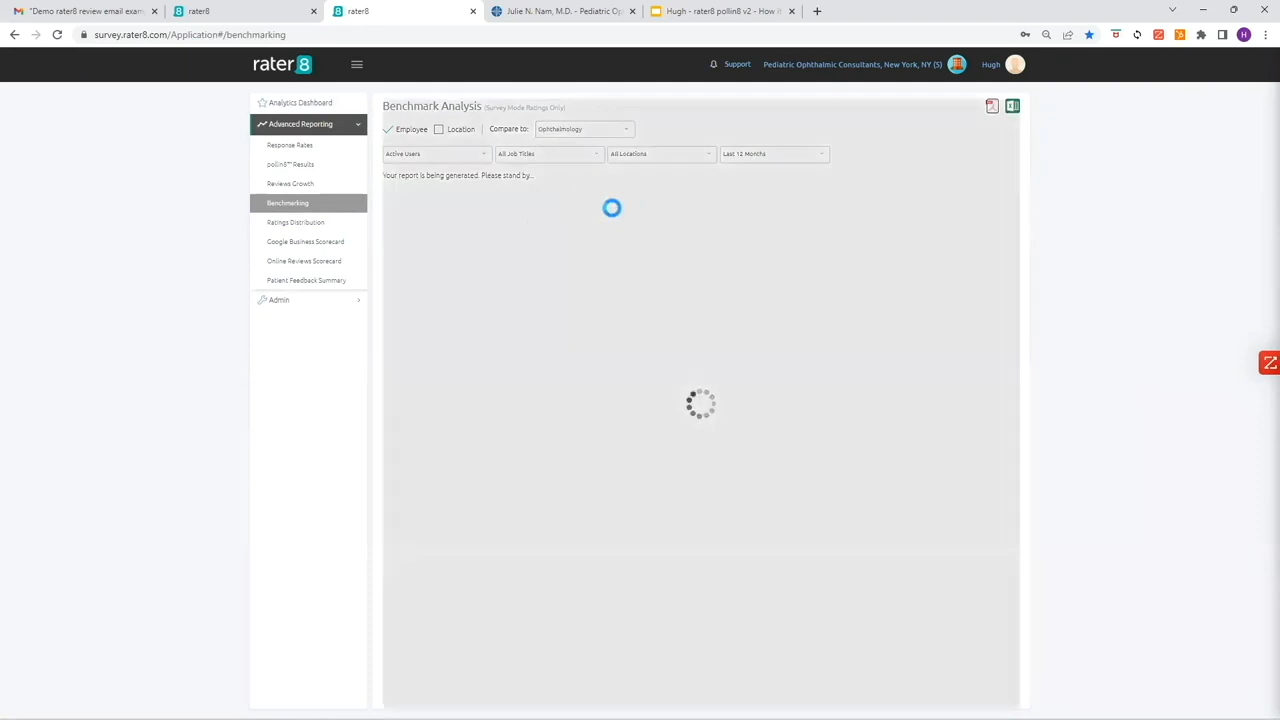 "Demo rater8 review email exam
rater8
rater8
Julie N. Nam, M.D. - Pediatric Op
Hugh - rater8 pollin8 v2 - How it
survey.rater8.com/Application#/benchmarking
H
rater8
Support
Pediatric Ophthalmic Consultants, New York, NY (5)
Hugh
Analytics Dashboard
Advanced Reporting
Response Rates
pollin8™ Results
Reviews Growth
Benchmarking
Ratings Distribution
Google Business Scorecard
Online Reviews Scorecard
Patient Feedback Summary
Admin
Benchmark Analysis (Survey Mode Ratings Only)
Employee Location | Compare to: Ophthalmology
Active Users All Job Titles All Locations Last 12 Months
Your report is being generated. Please stand by...